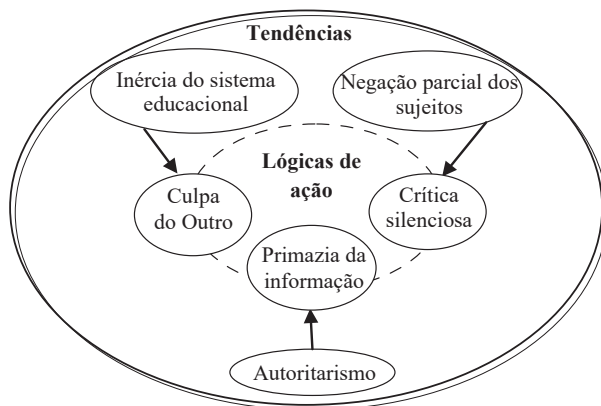 Tendências
Inércia do sistema
educacional
Negação parcial dos
sujeitos
Lógicas de
ação
Culpa
do Outro
Crítica
silenciosa
Primazia da
informação
Autoritarismo